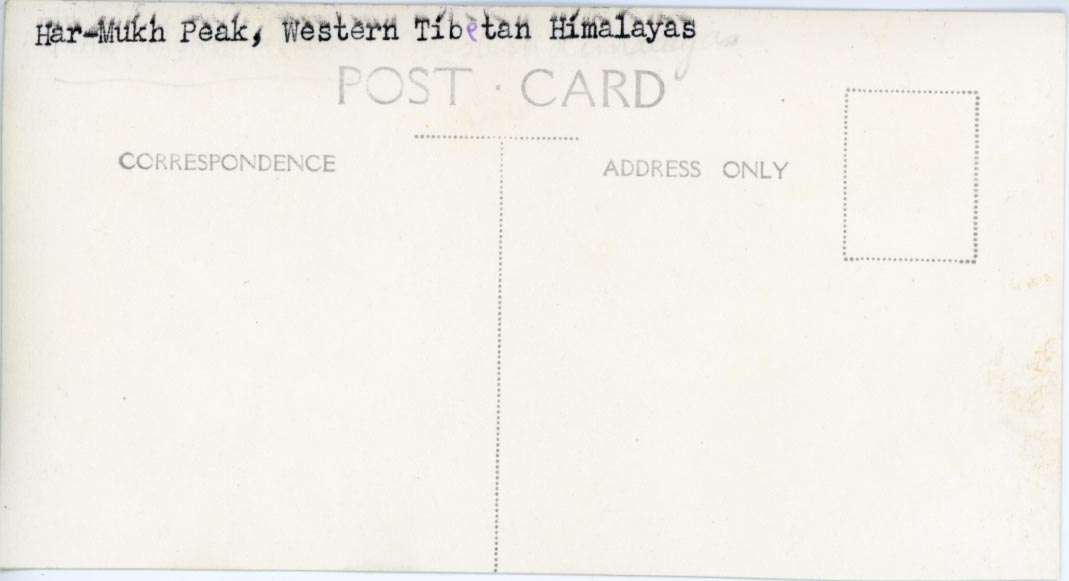 Har-Mukh Peak, Western Tibetan Himalayas
POST · CARD
CORRESPONDENCE
ADDRESS ONLY